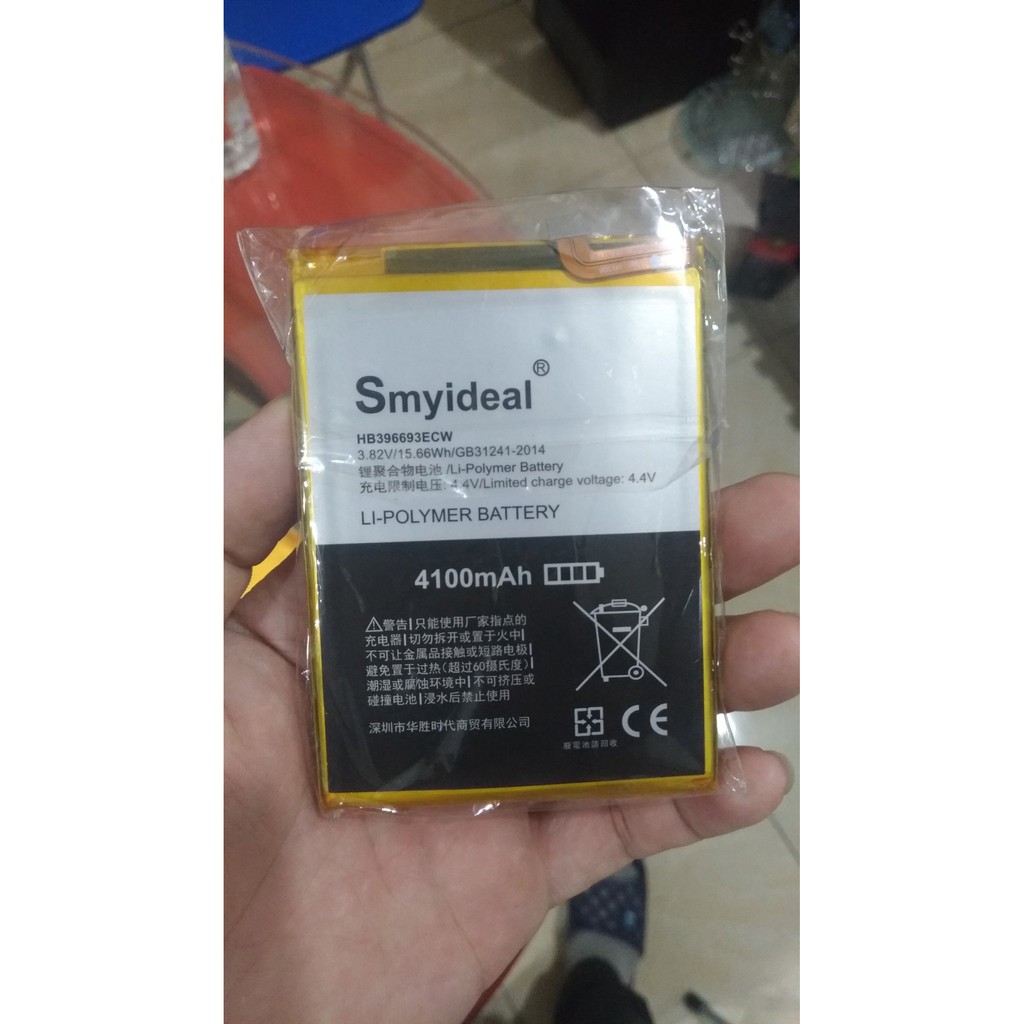 Smyideal®
HB396693ECW
3.82V/15.66Wh/GB31241-2014
锂聚合物电池 /Li-Polymer Battery
充电限制电压: 4.4V/Limited charge voltage: 4.4V
LI-POLYMER BATTERY
4100mAh
警告|只能使用厂家指点的
充电器|切勿拆开或置于火中|
不可让金属品接触或短路电极|
避免置于过热(超过60摄氏度)|
潮湿或腐蚀环境中|不可挤压或
碰撞电池|浸水后禁止使用
深圳市华胜时代商贸有限公司
廢電池請回收
CE